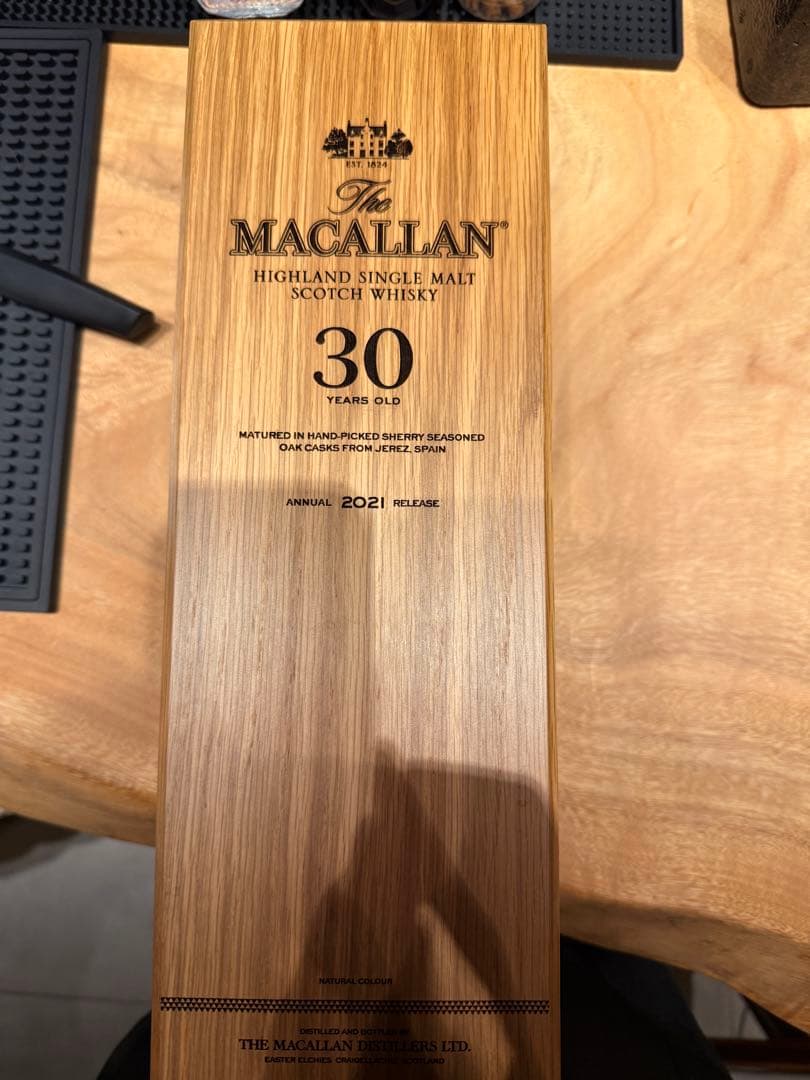 EST. 1824
The
MACALLAN®
HIGHLAND SINGLE MALT
SCOTCH WHISKY
30
YEARS OLD
MATURED IN HAND-PICKED SHERRY SEASONED
OAK CASKS FROM JEREZ, SPAIN
ANNUAL 2021 RELEASE
NATURAL COLOUR
DISTILLED AND BOTTLED BY
THE MACALLAN DISTILLERS LTD.
EASTER ELCHIES, CRAIGELLACHIE, SCOTLAND